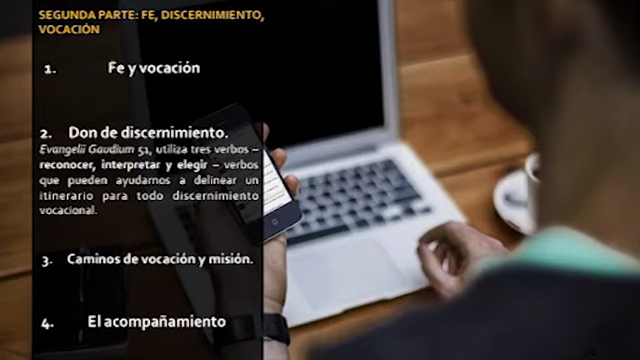 SEGUNDA PARTE: FE, DISCERNIMIENTO,
VOCACIÓN
1. Fe y vocación
2. Don de discernimiento.
Evangelii Gaudium 51, utiliza tres verbos –
reconocer, interpretar y elegir – verbos
que pueden ayudarnos a delinear un
itinerario para todo discernimiento
vocacional.
3. Caminos de vocación y misión.
4. El acompañamiento